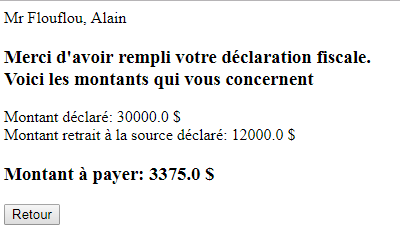 Mr Flouflou, Alain
Merci d'avoir rempli votre déclaration fiscale.
Voici les montants qui vous concernent
Montant déclaré: 30000.0 $
Montant retrait à la source déclaré: 12000.0 $
Montant à payer: 3375.0 $
Retour